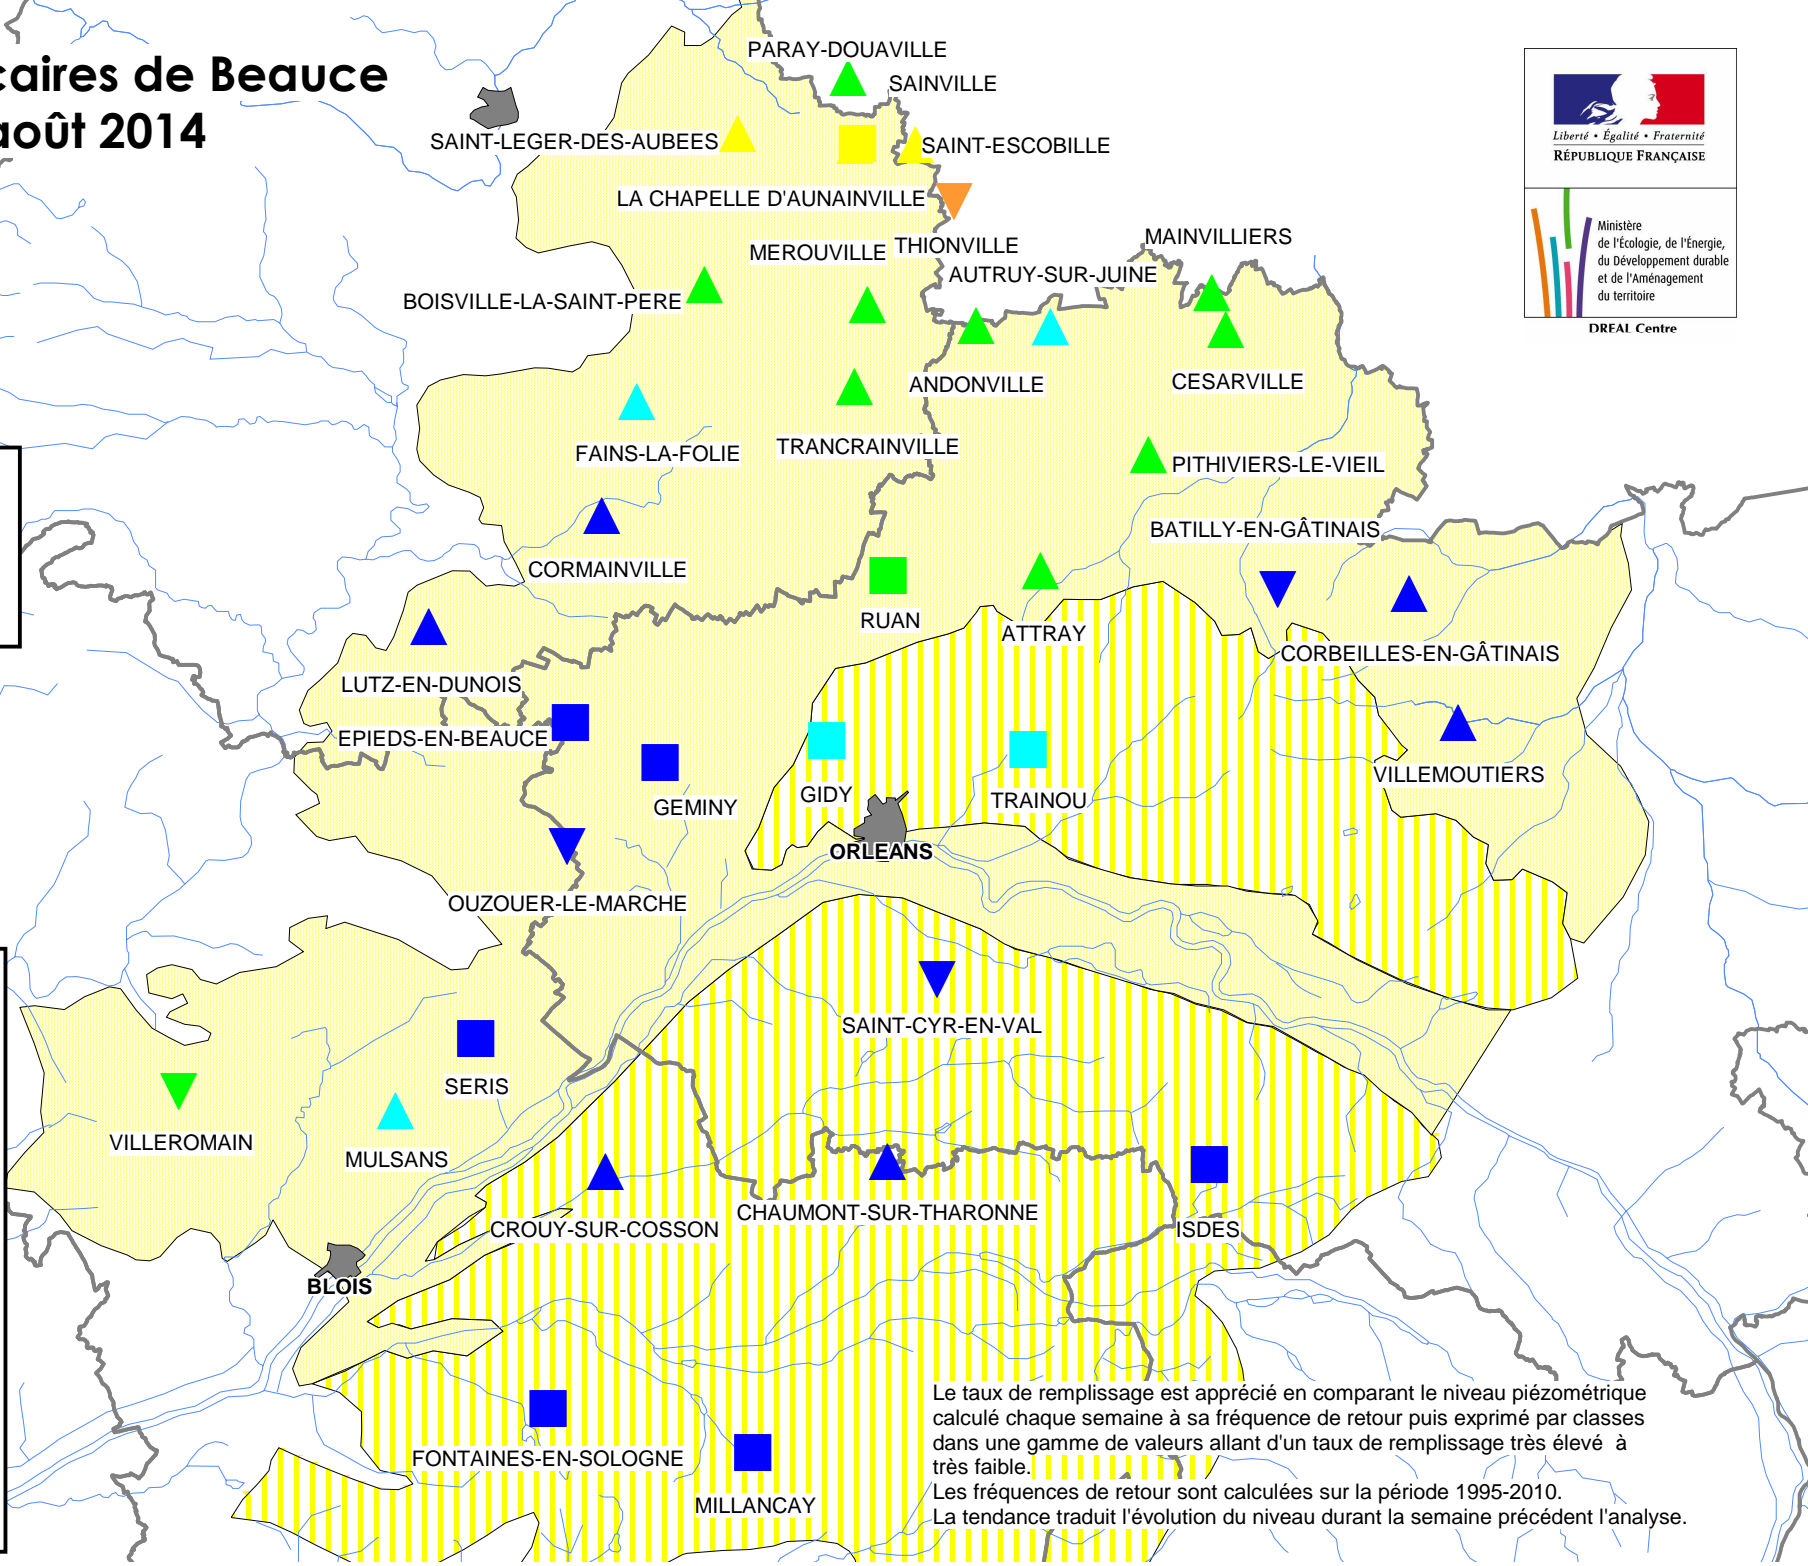 caires de Beauce
août 2014
PARAY-DOUAVILLE
SAINVILLE
SAINT-LEGER-DES-AUBEES
SAINT-ESCOBILLE
LA CHAPELLE D'AUNAINVILLE
THIONVILLE
MEROUVILLE
MAINVILLIERS
AUTRUY-SUR-JUINE
BOISVILLE-LA-SAINT-PERE
ANDONVILLE
CESARVILLE
FAINS-LA-FOLIE
TRANCRAINVILLE
PITHIVIERS-LE-VIEIL
BATILLY-EN-GÂTINAIS
CORMAINVILLE
RUAN
ATTRAY
CORBEILLES-EN-GÂTINAIS
LUTZ-EN-DUNOIS
EPIEDS-EN-BEAUCE
GEMINY
GIDY
TRAINOU
VILLEMOUTIERS
ORLEANS
OUZOUER-LE-MARCHE
SAINT-CYR-EN-VAL
SERIS
VILLEROMAIN
MULSANS
CROUY-SUR-COSSON
CHAUMONT-SUR-THARONNE
ISDES
BLOIS
FONTAINES-EN-SOLOGNE
MILLANCAY
Liberté • Égalité • Fraternité
RÉPUBLIQUE FRANÇAISE
Ministère
de l'Écologie, de l'Énergie,
du Développement durable
et de l'Aménagement
du territoire
DREAL Centre
Le taux de remplissage est apprécié en comparant le niveau piézométrique
calculé chaque semaine à sa fréquence de retour puis exprimé par classes
dans une gamme de valeurs allant d'un taux de remplissage très élevé à
très faible.
Les fréquences de retour sont calculées sur la période 1995-2010.
La tendance traduit l'évolution du niveau durant la semaine précédent l'analyse.